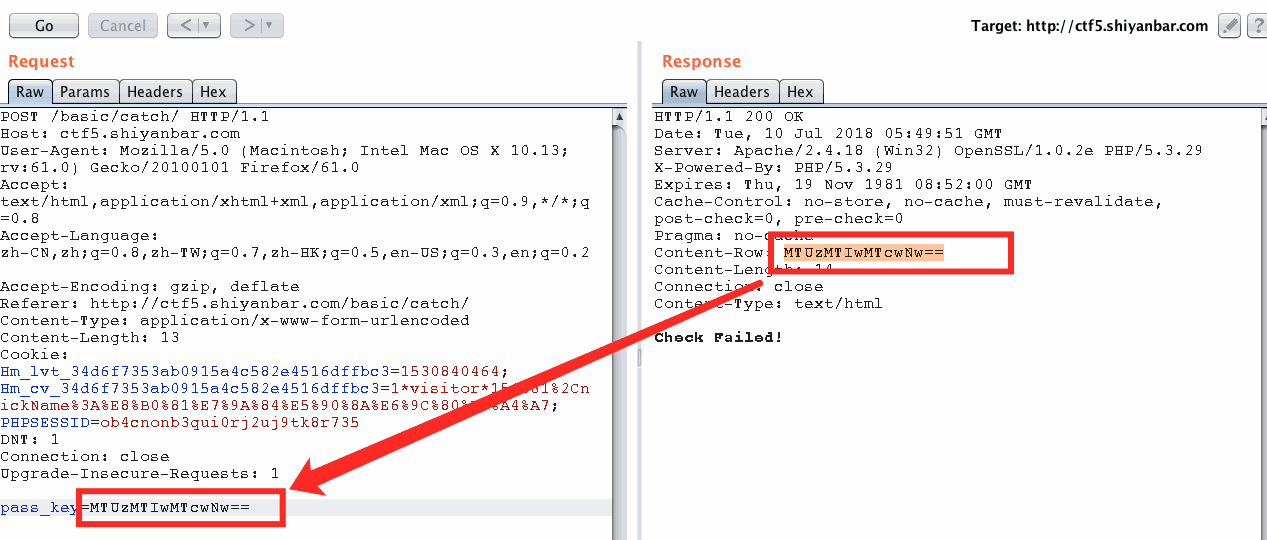 Go
Cancel
<
>
Target: http://ctf5.shiyanbar.com
?
Request
Raw
Params
Headers
Hex
POST /basic/catch/ HTTP/1.1
Host: ctf5.shiyanbar.com
User-Agent: Mozilla/5.0 (Macintosh; Intel Mac OS X 10.13;
rv:61.0) Gecko/20100101 Firefox/61.0
Accept:
text/html,application/xhtml+xml,application/xml;q=0.9,*/*;q
=0.8
Accept-Language:
zh-CN,zh;q=0.8,zh-TW;q=0.7,zh-HK;q=0.5,en-US;q=0.3,en;q=0.2
Accept-Encoding: gzip, deflate
Referer: http://ctf5.shiyanbar.com/basic/catch/
Content-Type: application/x-www-form-urlencoded
Content-Length: 13
Cookie:
Hm_lvt_34d6f7353ab0915a4c582e4516dffbc3=1530840464;
Hm_cv_34d6f7353ab0915a4c582e4516dffbc3=1*visitor*
ickName%3A%E8%B0%81%E7%9A%84%E5%90%8A%E6%9C%80
PHPSESSID=ob4cnonb3qui0rj2uj9tk8r735
DNT: 1
Connection: close
Upgrade-Insecure-Requests: 1
pass_key=MTUzMTIwMTcwNw==
Response
Raw
Headers
Hex
HTTP/1.1 200 OK
Date: Tue, 10 Jul 2018 05:49:51 GMT
Server: Apache/2.4.18 (Win32) OpenSSL/1.0.2e PHP/5.3.29
X-Powered-By: PHP/5.3.29
Expires: Thu, 19 Nov 1981 08:52:00 GMT
Cache-Control: no-store, no-cache, must-revalidate,
post-check=0, pre-check=0
Pragma: no-cache
Content-Row: MTUzMTIwMTcwNw==
Content-Length: 14
Connection: close
Content-Type: text/html
Check Failed!